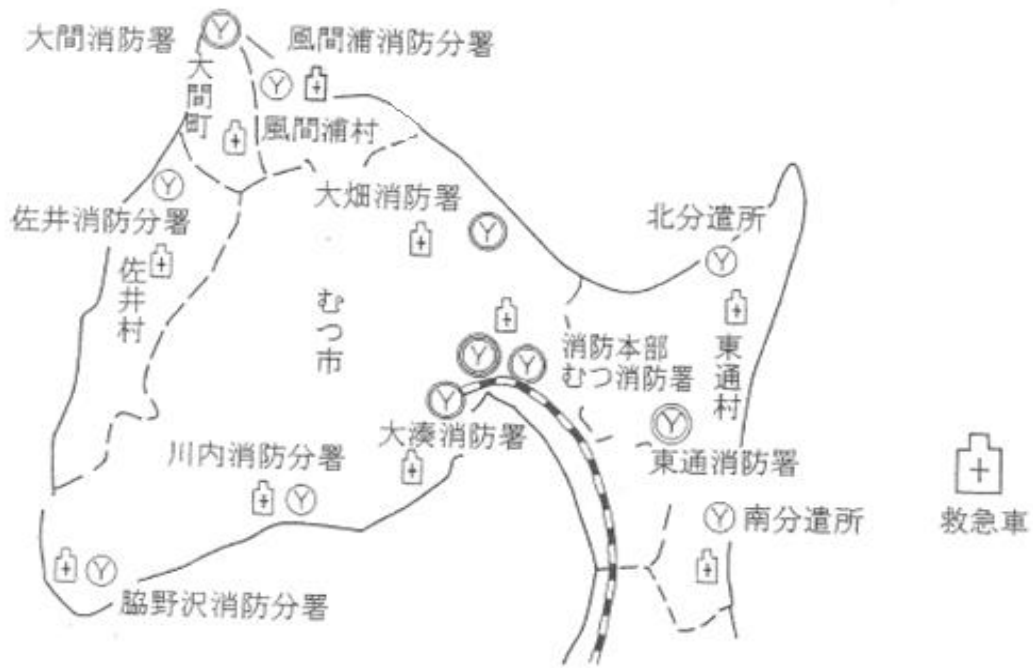 大間消防署
風間浦消防分署
大間町
風間浦村
大畑消防署
佐井消防分署
北分遣所
佐井村
むつ市
消防本部
むつ消防署
東通村
大湊消防署
川内消防分署
東通消防署
南分遣所
救急車
脇野沢消防分署